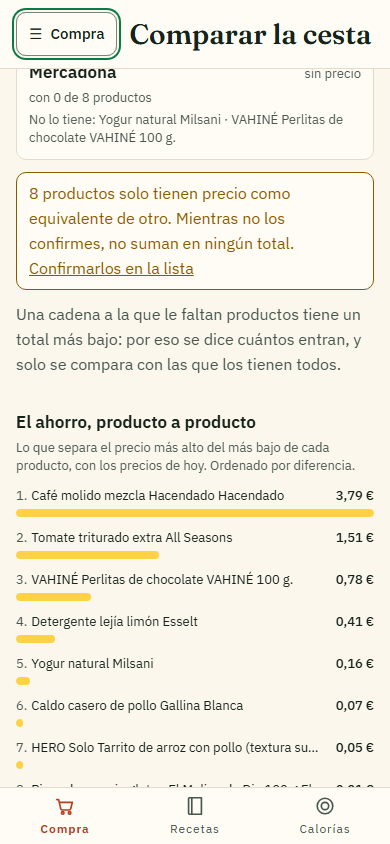 ☰ Compra
Comparar la cesta
Mercadona
sin precio
con 0 de 8 productos
No lo tiene: Yogur natural Milsani · VAHINÉ Perlitas de
chocolate VAHINÉ 100 g.
8 productos solo tienen precio como
equivalente de otro. Mientras no los
confirmes, no suman en ningún total.
Confirmarlos en la lista
Una cadena a la que le faltan productos tiene un
total más bajo: por eso se dice cuántos entran, y
solo se compara con las que los tienen todos.
El ahorro, producto a producto
Lo que separa el precio más alto del más bajo de cada
producto, con los precios de hoy. Ordenado por diferencia.
1. Café molido mezcla Hacendado Hacendado 3,79 €
2. Tomate triturado extra All Seasons 1,51 €
3. VAHINÉ Perlitas de chocolate VAHINÉ 100 g. 0,78 €
4. Detergente lejía limón Esselt 0,41 €
5. Yogur natural Milsani 0,16 €
6. Caldo casero de pollo Gallina Blanca 0,07 €
7. HERO Solo Tarrito de arroz con pollo (textura su... 0,05 €
Compra
Recetas
Calorías